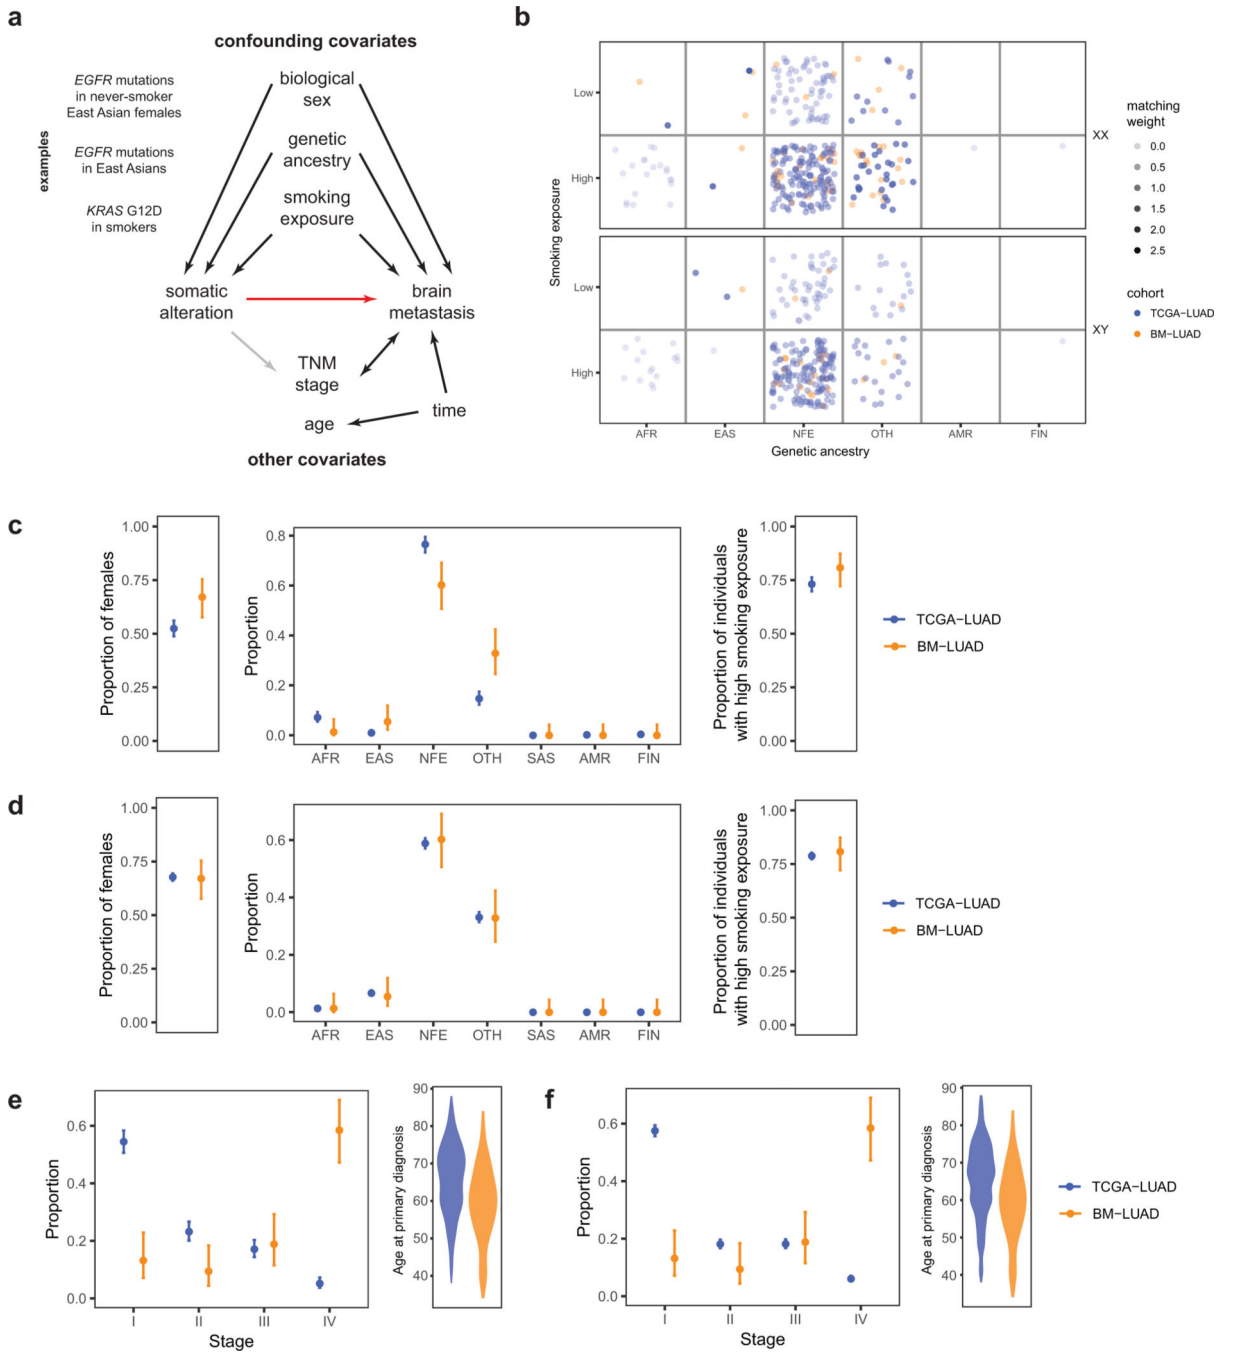 a
confounding covariates
EGFR mutations
in never-smoker
East Asian females
EGFR mutations
in East Asians
KRAS G12D
in smokers
examples
biological
sex
genetic
ancestry
smoking
exposure
somatic
alteration
brain
metastasis
TNM
stage
age
time
other covariates
b
Smoking exposure
Low
High
Low
High
XX
XY
AFR
EAS
NFE
OTH
AMR
FIN
Genetic ancestry
matching
weight
0.0
0.5
1.0
1.5
2.0
2.5
cohort
TCGA−LUAD
BM−LUAD
c
Proportion of females
1.00
0.75
0.50
0.25
0.00
Proportion
0.8
0.6
0.4
0.2
0.0
AFR
EAS
NFE
OTH
SAS
AMR
FIN
Proportion of individuals
with high smoking exposure
1.00
0.75
0.50
0.25
0.00
TCGA−LUAD
BM−LUAD
d
Proportion of females
1.00
0.75
0.50
0.25
0.00
Proportion
0.6
0.4
0.2
0.0
AFR
EAS
NFE
OTH
SAS
AMR
FIN
Proportion of individuals
with high smoking exposure
1.00
0.75
0.50
0.25
0.00
TCGA−LUAD
BM−LUAD
e
Proportion
0.6
0.4
0.2
0.0
I
II
III
IV
Stage
Age at primary diagnosis
90
80
70
60
50
40
f
Proportion
0.6
0.4
0.2
0.0
I
II
III
IV
Stage
Age at primary diagnosis
90
80
70
60
50
40
TCGA−LUAD
BM−LUAD